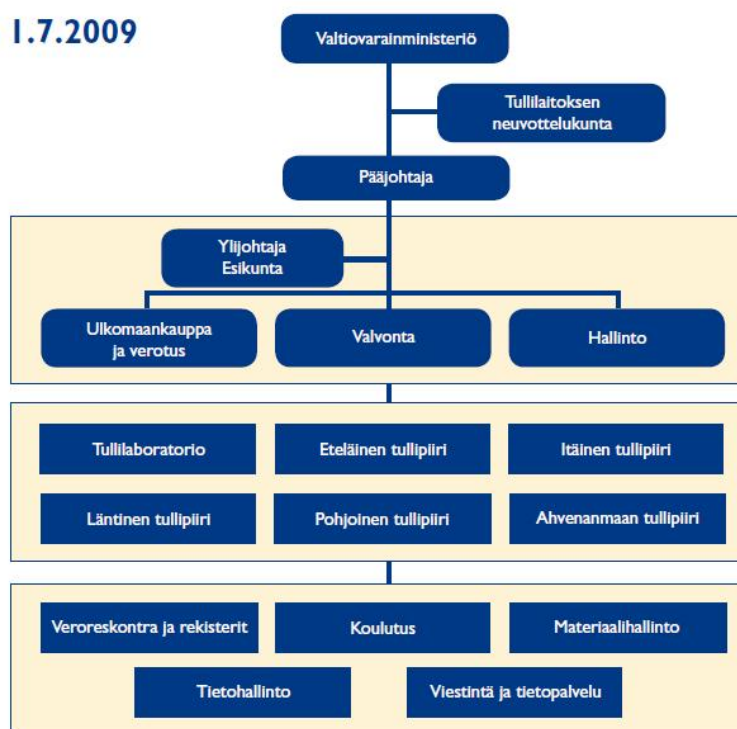 1.7.2009
Valtiovarainministeriö
Tullilaitoksen
neuvottelukunta
Pääjohtaja
Ylijohtaja
Esikunta
Ulkomaankauppa
ja verotus
Valvonta
Hallinto
Tullilaboratorio
Eteläinen tullipiiri
Itäinen tullipiiri
Läntinen tullipiiri
Pohjoinen tullipiiri
Ahvenanmaan tullipiiri
Veroreskontra ja rekisterit
Koulutus
Materiaalihallinto
Tietohallinto
Viestintä ja tietopalvelu